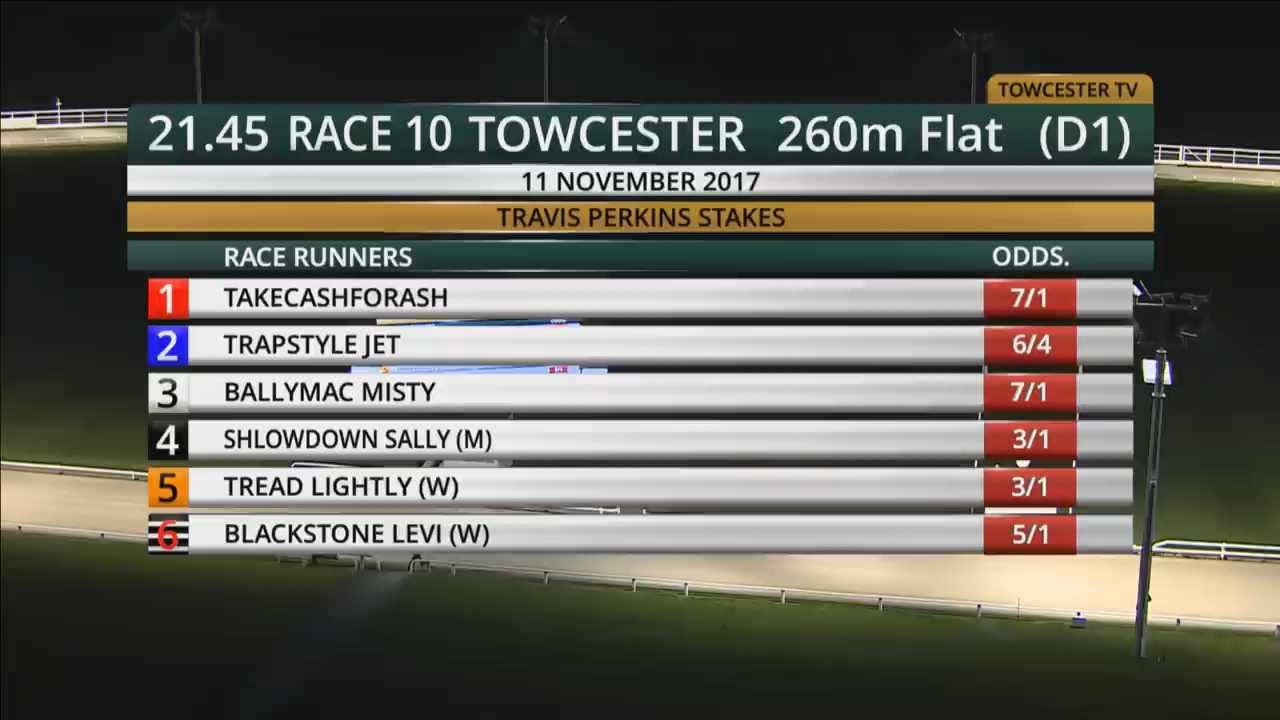 TOWCESTER TV
21.45 RACE 10 TOWCESTER 260m Flat (D1)
11 NOVEMBER 2017
TRAVIS PERKINS STAKES
RACE RUNNERS ODDS.
1 TAKECASHFORASH 7/1
2 TRAPSTYLE JET 6/4
3 BALLYMAC MISTY 7/1
4 SHLOWDOWN SALLY (M) 3/1
5 TREAD LIGHTLY (W) 3/1
6 BLACKSTONE LEVI (W) 5/1